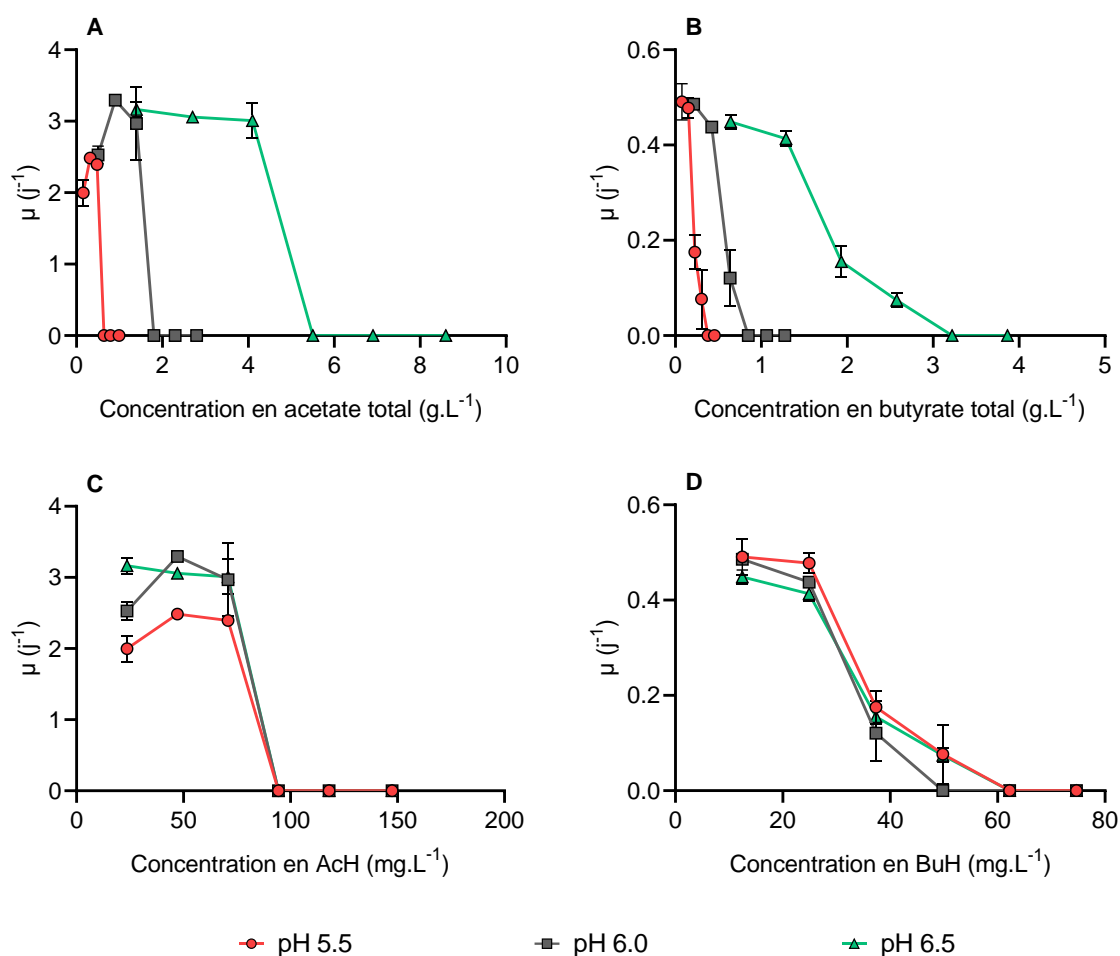 A
4
3
2
1
0
μ (j⁻¹)
0 2 4 6 8 10
Concentration en acetate total (g.L⁻¹)
B
0.6
0.4
0.2
0.0
μ (j⁻¹)
0 1 2 3 4 5
Concentration en butyrate total (g.L⁻¹)
C
4
3
2
1
0
μ (j⁻¹)
0 50 100 150 200
Concentration en AcH (mg.L⁻¹)
D
0.6
0.4
0.2
0.0
μ (j⁻¹)
0 20 40 60 80
Concentration en BuH (mg.L⁻¹)
pH 5.5 pH 6.0 pH 6.5